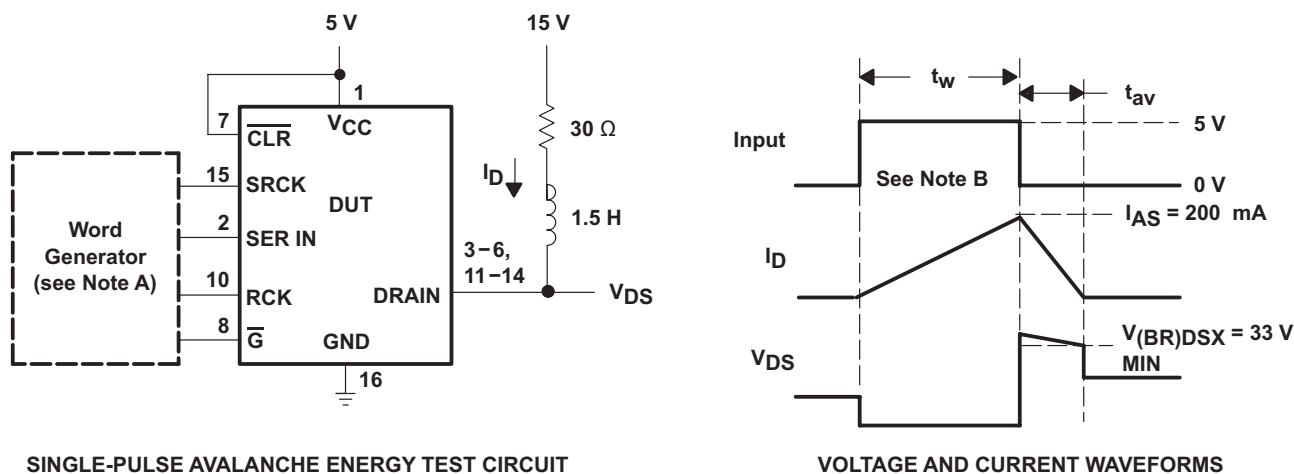 5 V
15 V
1
7
VCC
CLR
30 Ω
15
SRCK
ID
DUT
Word
Generator
(see Note A)
2
SER IN
1.5 H
3–6,
11–14
10
RCK
DRAIN
VDS
8
G
GND
16
SINGLE-PULSE AVALANCHE ENERGY TEST CIRCUIT
tw
tav
Input
5 V
See Note B
0 V
IAS = 200 mA
ID
V(BR)DSX = 33 V
MIN
VDS
VOLTAGE AND CURRENT WAVEFORMS